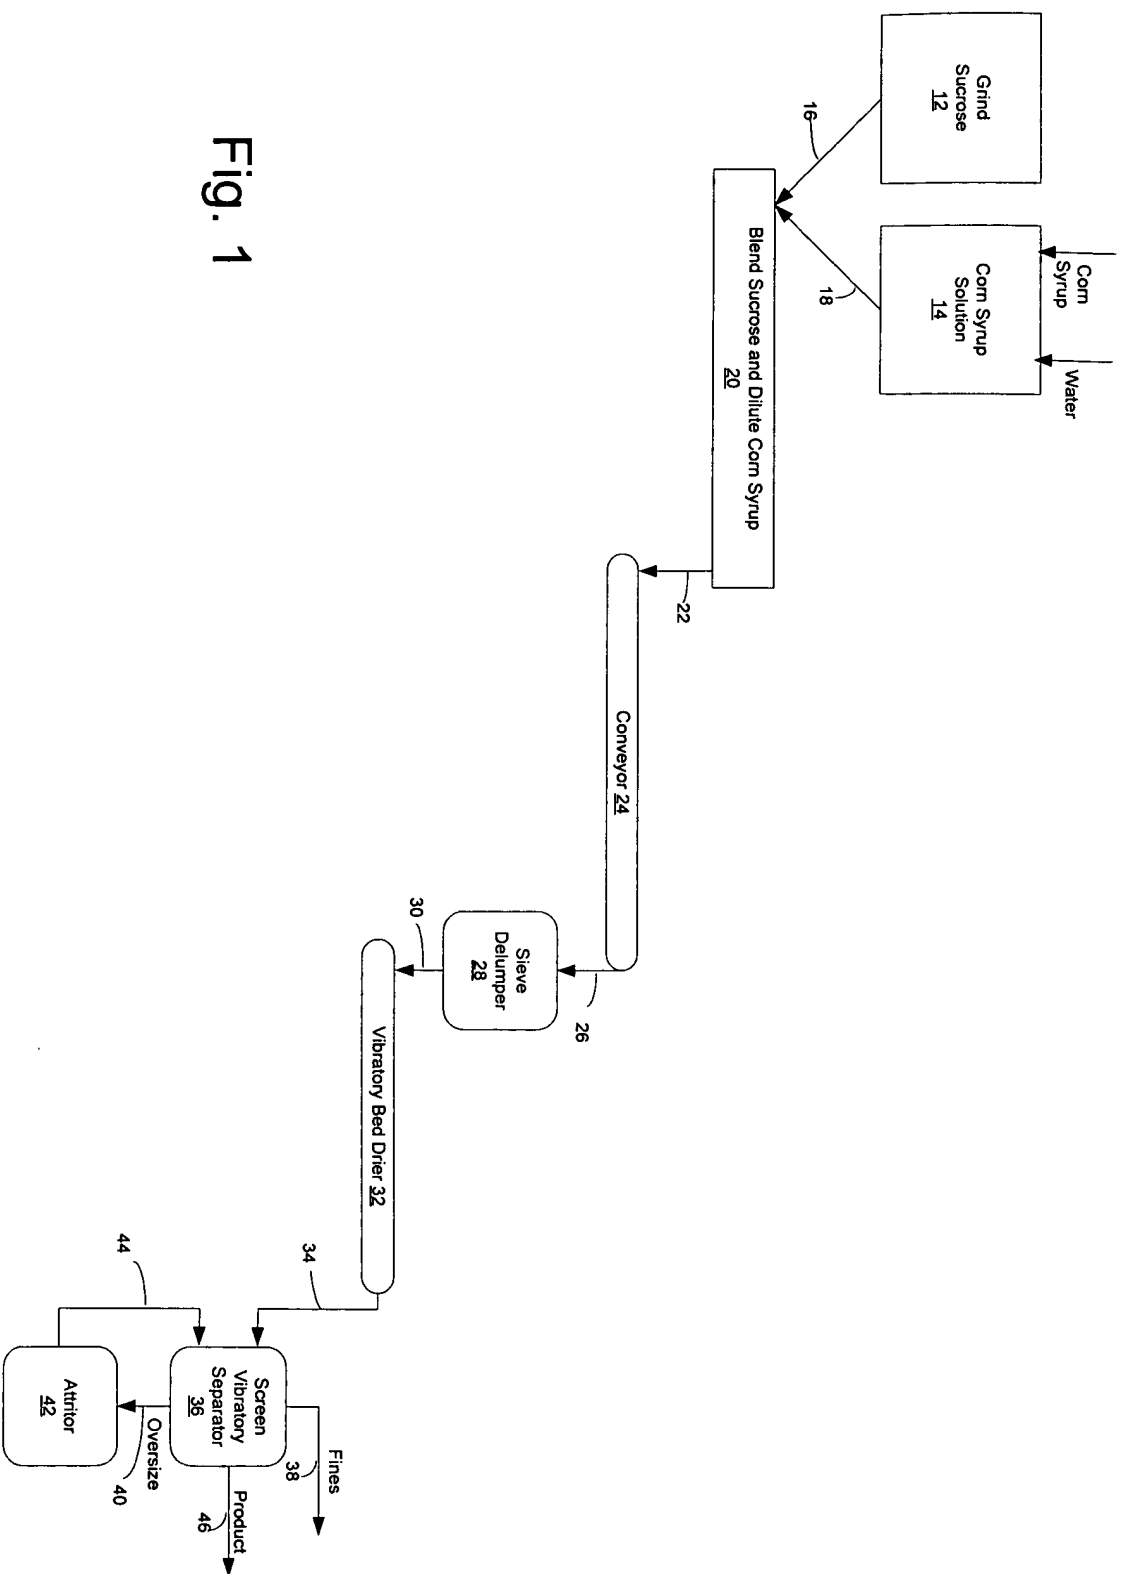 Grind
Sucrose
12
Corn
Syrup
Water
Corn Syrup
Solution
14
16
18
Blend Sucrose and Dilute Corn Syrup
20
22
Conveyor 24
26
Sieve
Delumper
28
30
Vibratory Bed Drier 32
34
Fines
38
Screen
Vibratory
Separator
36
Product
46
Oversize
40
44
Attritor
42
Fig. 1